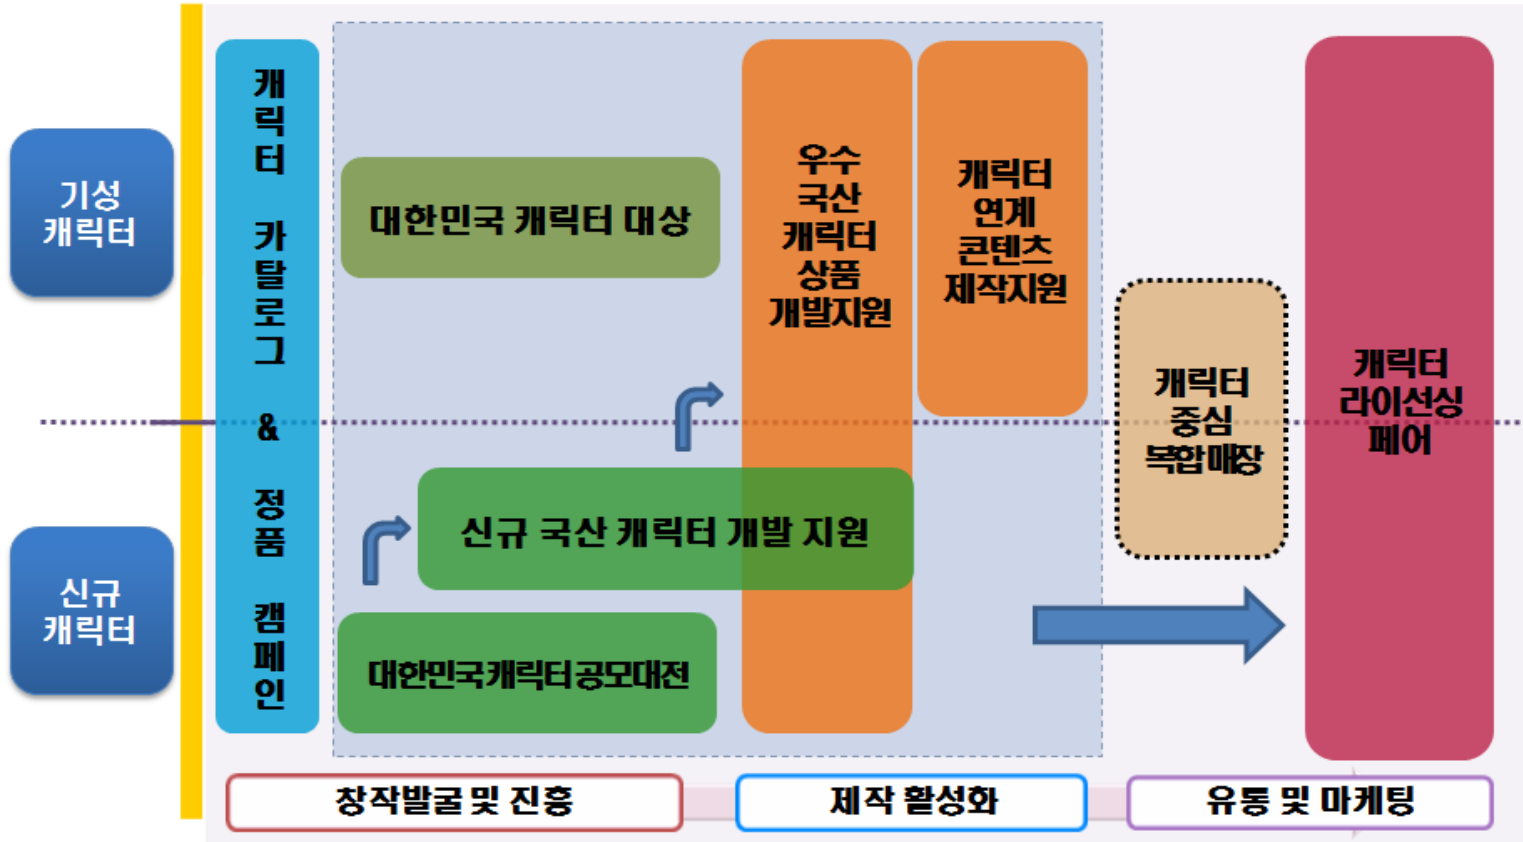 기성
캐릭터
신규
캐릭터
캐
릭
터
카
탈
로
그
&
정
품
캠
페
인
대한민국 캐릭터 대상
신규 국산 캐릭터 개발 지원
대한민국캐릭터공모대전
우수
국산
캐릭터
상품
개발지원
캐릭터
연계
콘텐츠
제작지원
캐릭터
중심
복합매장
캐릭터
라이선싱
페어
창작발굴 및 진흥
제작 활성화
유통 및 마케팅